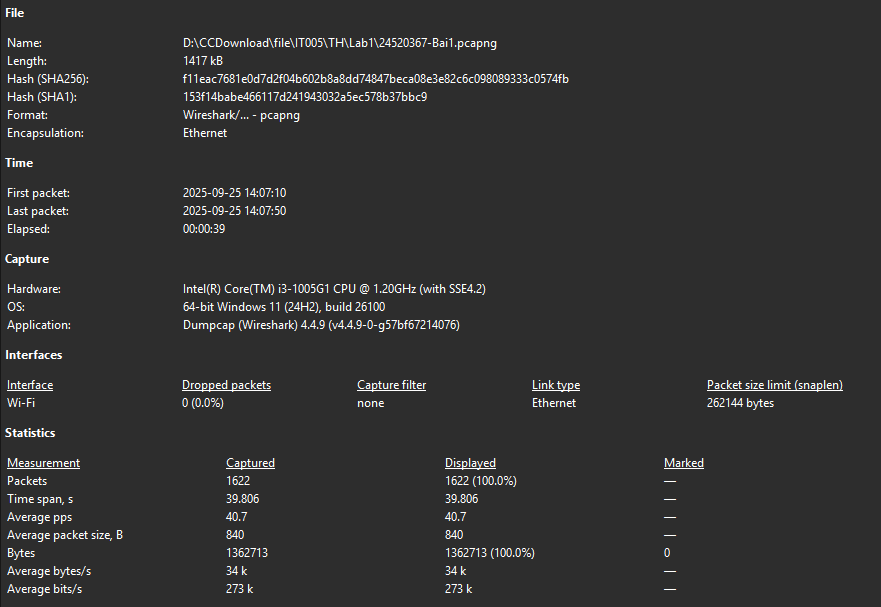 File
Name: D:\CCDownload\file\IT005\TH\Lab1\24520367-Bai1.pcapng
Length: 1417 kB
Hash (SHA256): f11eac7681e0d7d2f04b602b8a8dd74847beca08e3e82c6c098089333c0574fb
Hash (SHA1): 153f14babe466117d241943032a5ec578b37bbc9
Format: Wireshark/... - pcapng
Encapsulation: Ethernet
Time
First packet: 2025-09-25 14:07:10
Last packet: 2025-09-25 14:07:50
Elapsed: 00:00:39
Capture
Hardware: Intel(R) Core(TM) i3-1005G1 CPU @ 1.20GHz (with SSE4.2)
OS: 64-bit Windows 11 (24H2), build 26100
Application: Dumpcap (Wireshark) 4.4.9 (v4.4.9-0-g57bf67214076)
Interfaces
Interface Dropped packets Capture filter Link type Packet size limit (snaplen)
Wi-Fi 0 (0.0%) none Ethernet 262144 bytes
Statistics
Measurement Captured Displayed Marked
Packets 1622 1622 (100.0%) —
Time span, s 39.806 39.806 —
Average pps 40.7 40.7 —
Average packet size, B 840 840 —
Bytes 1362713 1362713 (100.0%) 0
Average bytes/s 34 k 34 k —
Average bits/s 273 k 273 k —